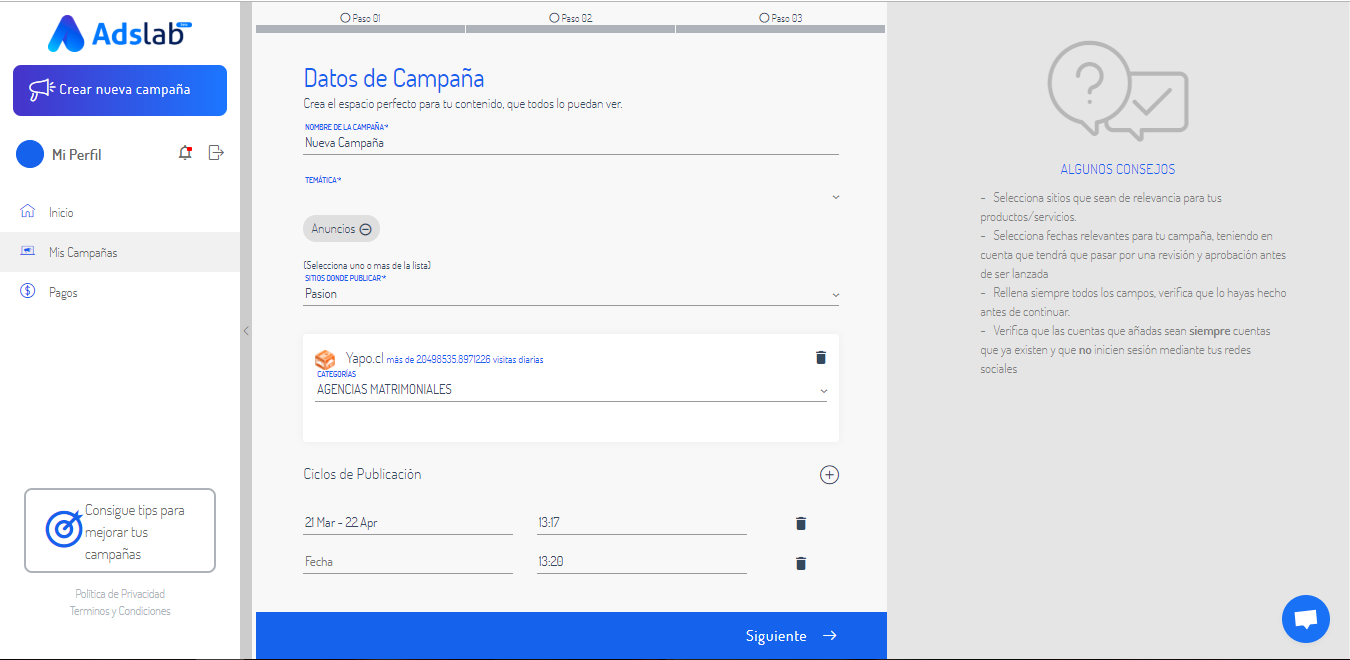 Adslab
Crear nueva campaña
Mi Perfil
Inicio
Mis Campañas
Pagos
Consigue tips para
mejorar tus
campañas
Política de Privacidad
Terminos y Condiciones
Paso 01
Paso 02
Paso 03
Datos de Campaña
Crea el espacio perfecto para tu contenido, que todos lo puedan ver.
NOMBRE DE LA CAMPAÑA*
Nueva Campaña
TEMÁTICA*
Anuncios
(Selecciona uno o mas de la lista)
SITIOS DONDE PUBLICAR*
Pasion
Yapo.cl más de 20498535.8971226 visitas diarias
CATEGORÍAS
AGENCIAS MATRIMONIALES
Ciclos de Publicación
21 Mar - 22 Apr
13:17
Fecha
13:20
Siguiente
ALGUNOS CONSEJOS
- Selecciona sitios que sean de relevancia para tus
productos/servicios.
- Selecciona fechas relevantes para tu campaña, teniendo en
cuenta que tendrá que pasar por una revisión y aprobación antes
de ser lanzada
- Rellena siempre todos los campos, verifica que lo hayas hecho
antes de continuar.
- Verifica que las cuentas que añadas sean siempre cuentas
que ya existen y que no inicien sesión mediante tus redes
sociales